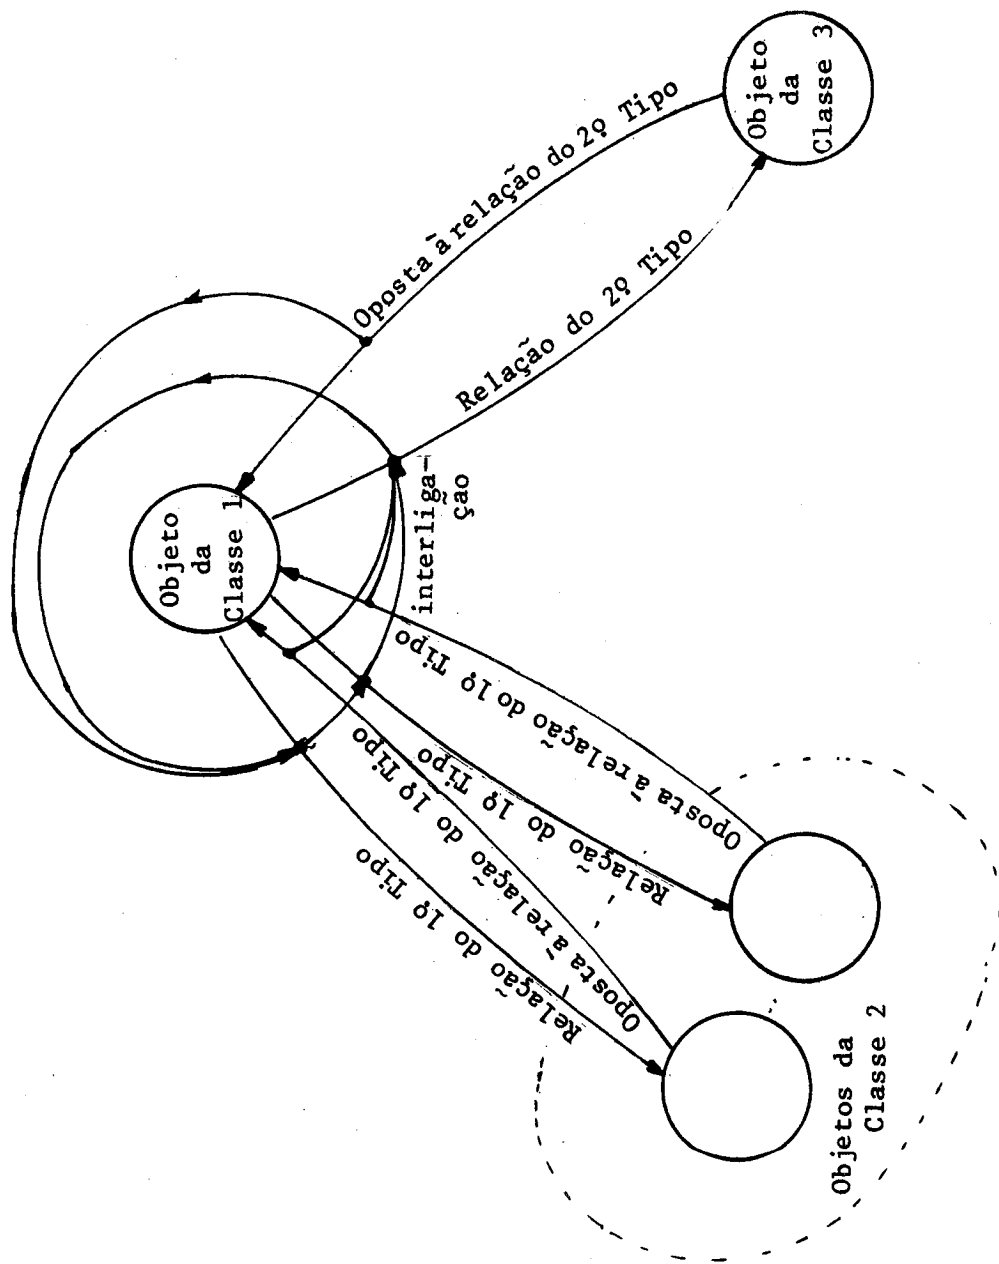 Objeto
da
Classe 1
Objeto
da
Classe 3
Oposta à relação do 2º Tipo
Relação do 2º Tipo
interliga-
ção
Oposta à relação do 1º Tipo
Relação do 1º Tipo
Oposta à relação do 1º Tipo
Relação do 1º Tipo
Objetos da
Classe 2